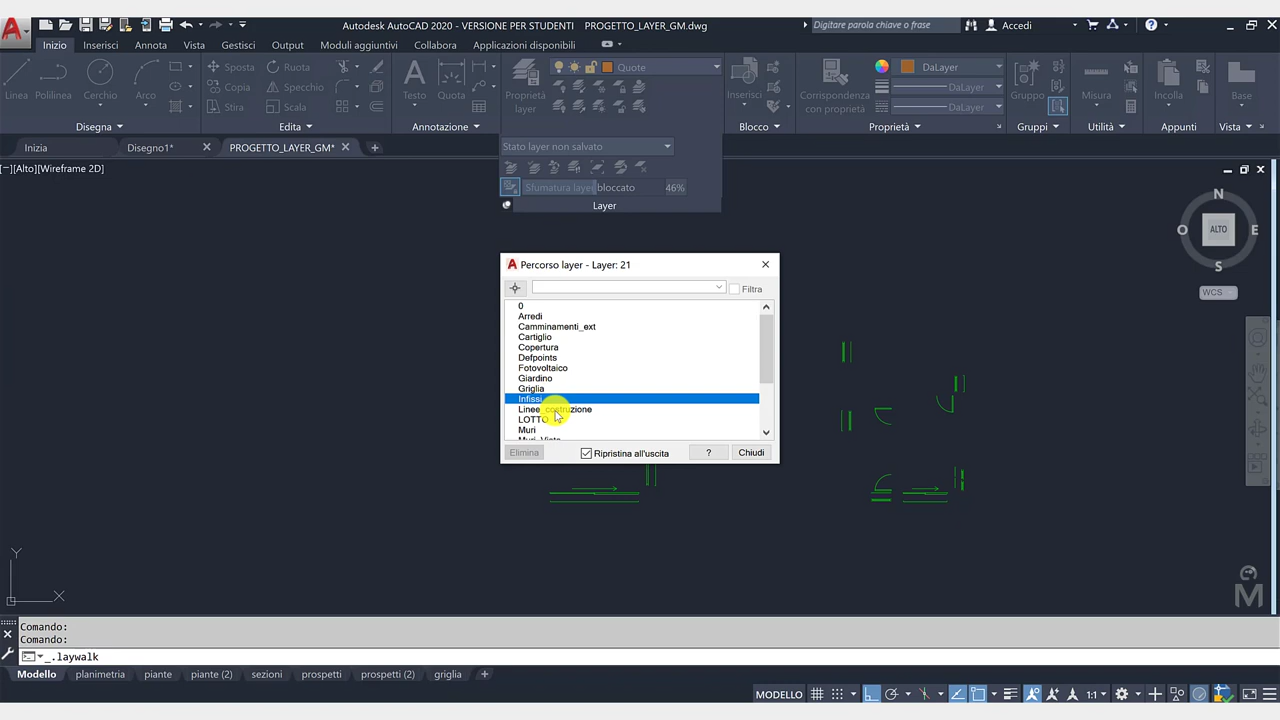 Autodesk AutoCAD 2020 - VERSIONE PER STUDENTI PROGETTO_LAYER_GM.dwg
Digitare parola chiave o frase
Accedi
Inizio Inserisci Annota Vista Gestisci Output Moduli aggiuntivi Collabora Applicazioni disponibili
Sposta Ruota
Copia Specchio
Stira Scala
Linea Polilinea Cerchio Arco
Testo Quota
Proprietà layer
Quote
Inserisci
Corrispondenza con proprietà
DaLayer
DaLayer
DaLayer
Gruppo Misura Incolla Base
Disegna Edita Annotazione Blocco Proprietà Gruppi Utilità Appunti Vista
Stato layer non salvato
Sfumatura layer bloccato 46%
Layer
Inizia Disegno1* PROGETTO_LAYER_GM*
[−][Alto][Wireframe 2D]
N
O ALTO E
S
WCS
Percorso layer - Layer: 21
Filtra
0
Arredi
Camminamenti_ext
Cartiglio
Copertura
Defpoints
Fotovoltaico
Giardino
Griglia
Infissi
Linee_costruzione
LOTTO
Muri
Elimina Ripristina all'uscita ? Chiudi
Y
X
Comando:
Comando:
_.laywalk
Modello planimetria piante piante (2) sezioni prospetti prospetti (2) griglia
MODELLO 1:1